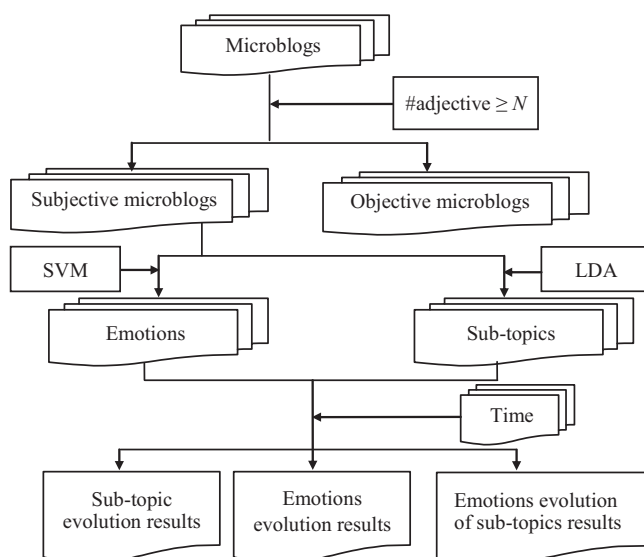 Microblogs
#adjective ≥ N
Subjective microblogs
Objective microblogs
SVM
LDA
Emotions
Sub-topics
Time
Sub-topic
evolution results
Emotions
evolution results
Emotions evolution
of sub-topics results